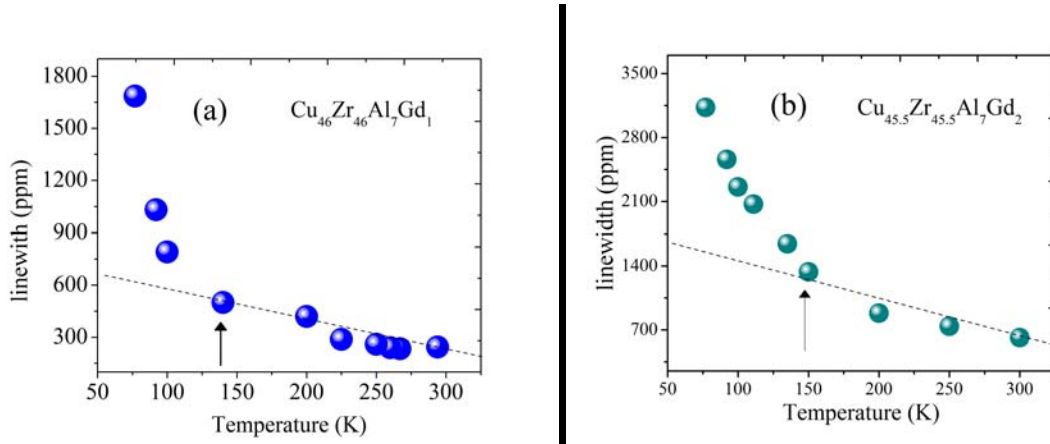 1800
1500
1200
900
600
300
linewith (ppm)
(a)
Cu₄₆Zr₄₆Al₇Gd₁
50 100 150 200 250 300
Temperature (K)
3500
2800
2100
1400
700
linewidth (ppm)
(b)
Cu₄₅.₅Zr₄₅.₅Al₇Gd₂
50 100 150 200 250 300
Temperature (K)